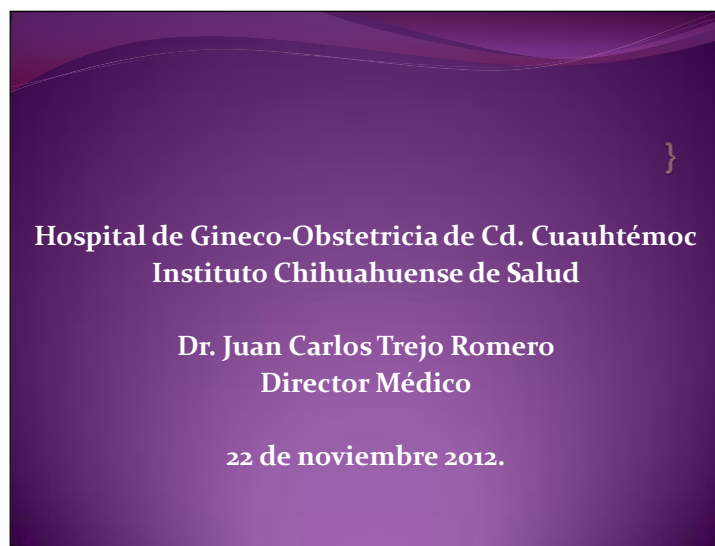 }
Hospital de Gineco-Obstetricia de Cd. Cuauhtémoc
Instituto Chihuahuense de Salud
Dr. Juan Carlos Trejo Romero
Director Médico
22 de noviembre 2012.